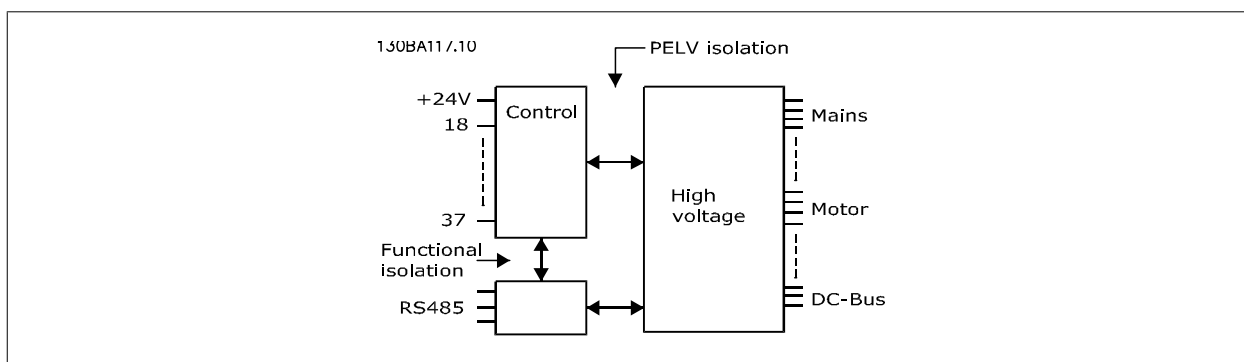 130BA117.10
PELV isolation
+24V
18
37
Control
High
voltage
Mains
Motor
DC-Bus
Functional
isolation
RS485